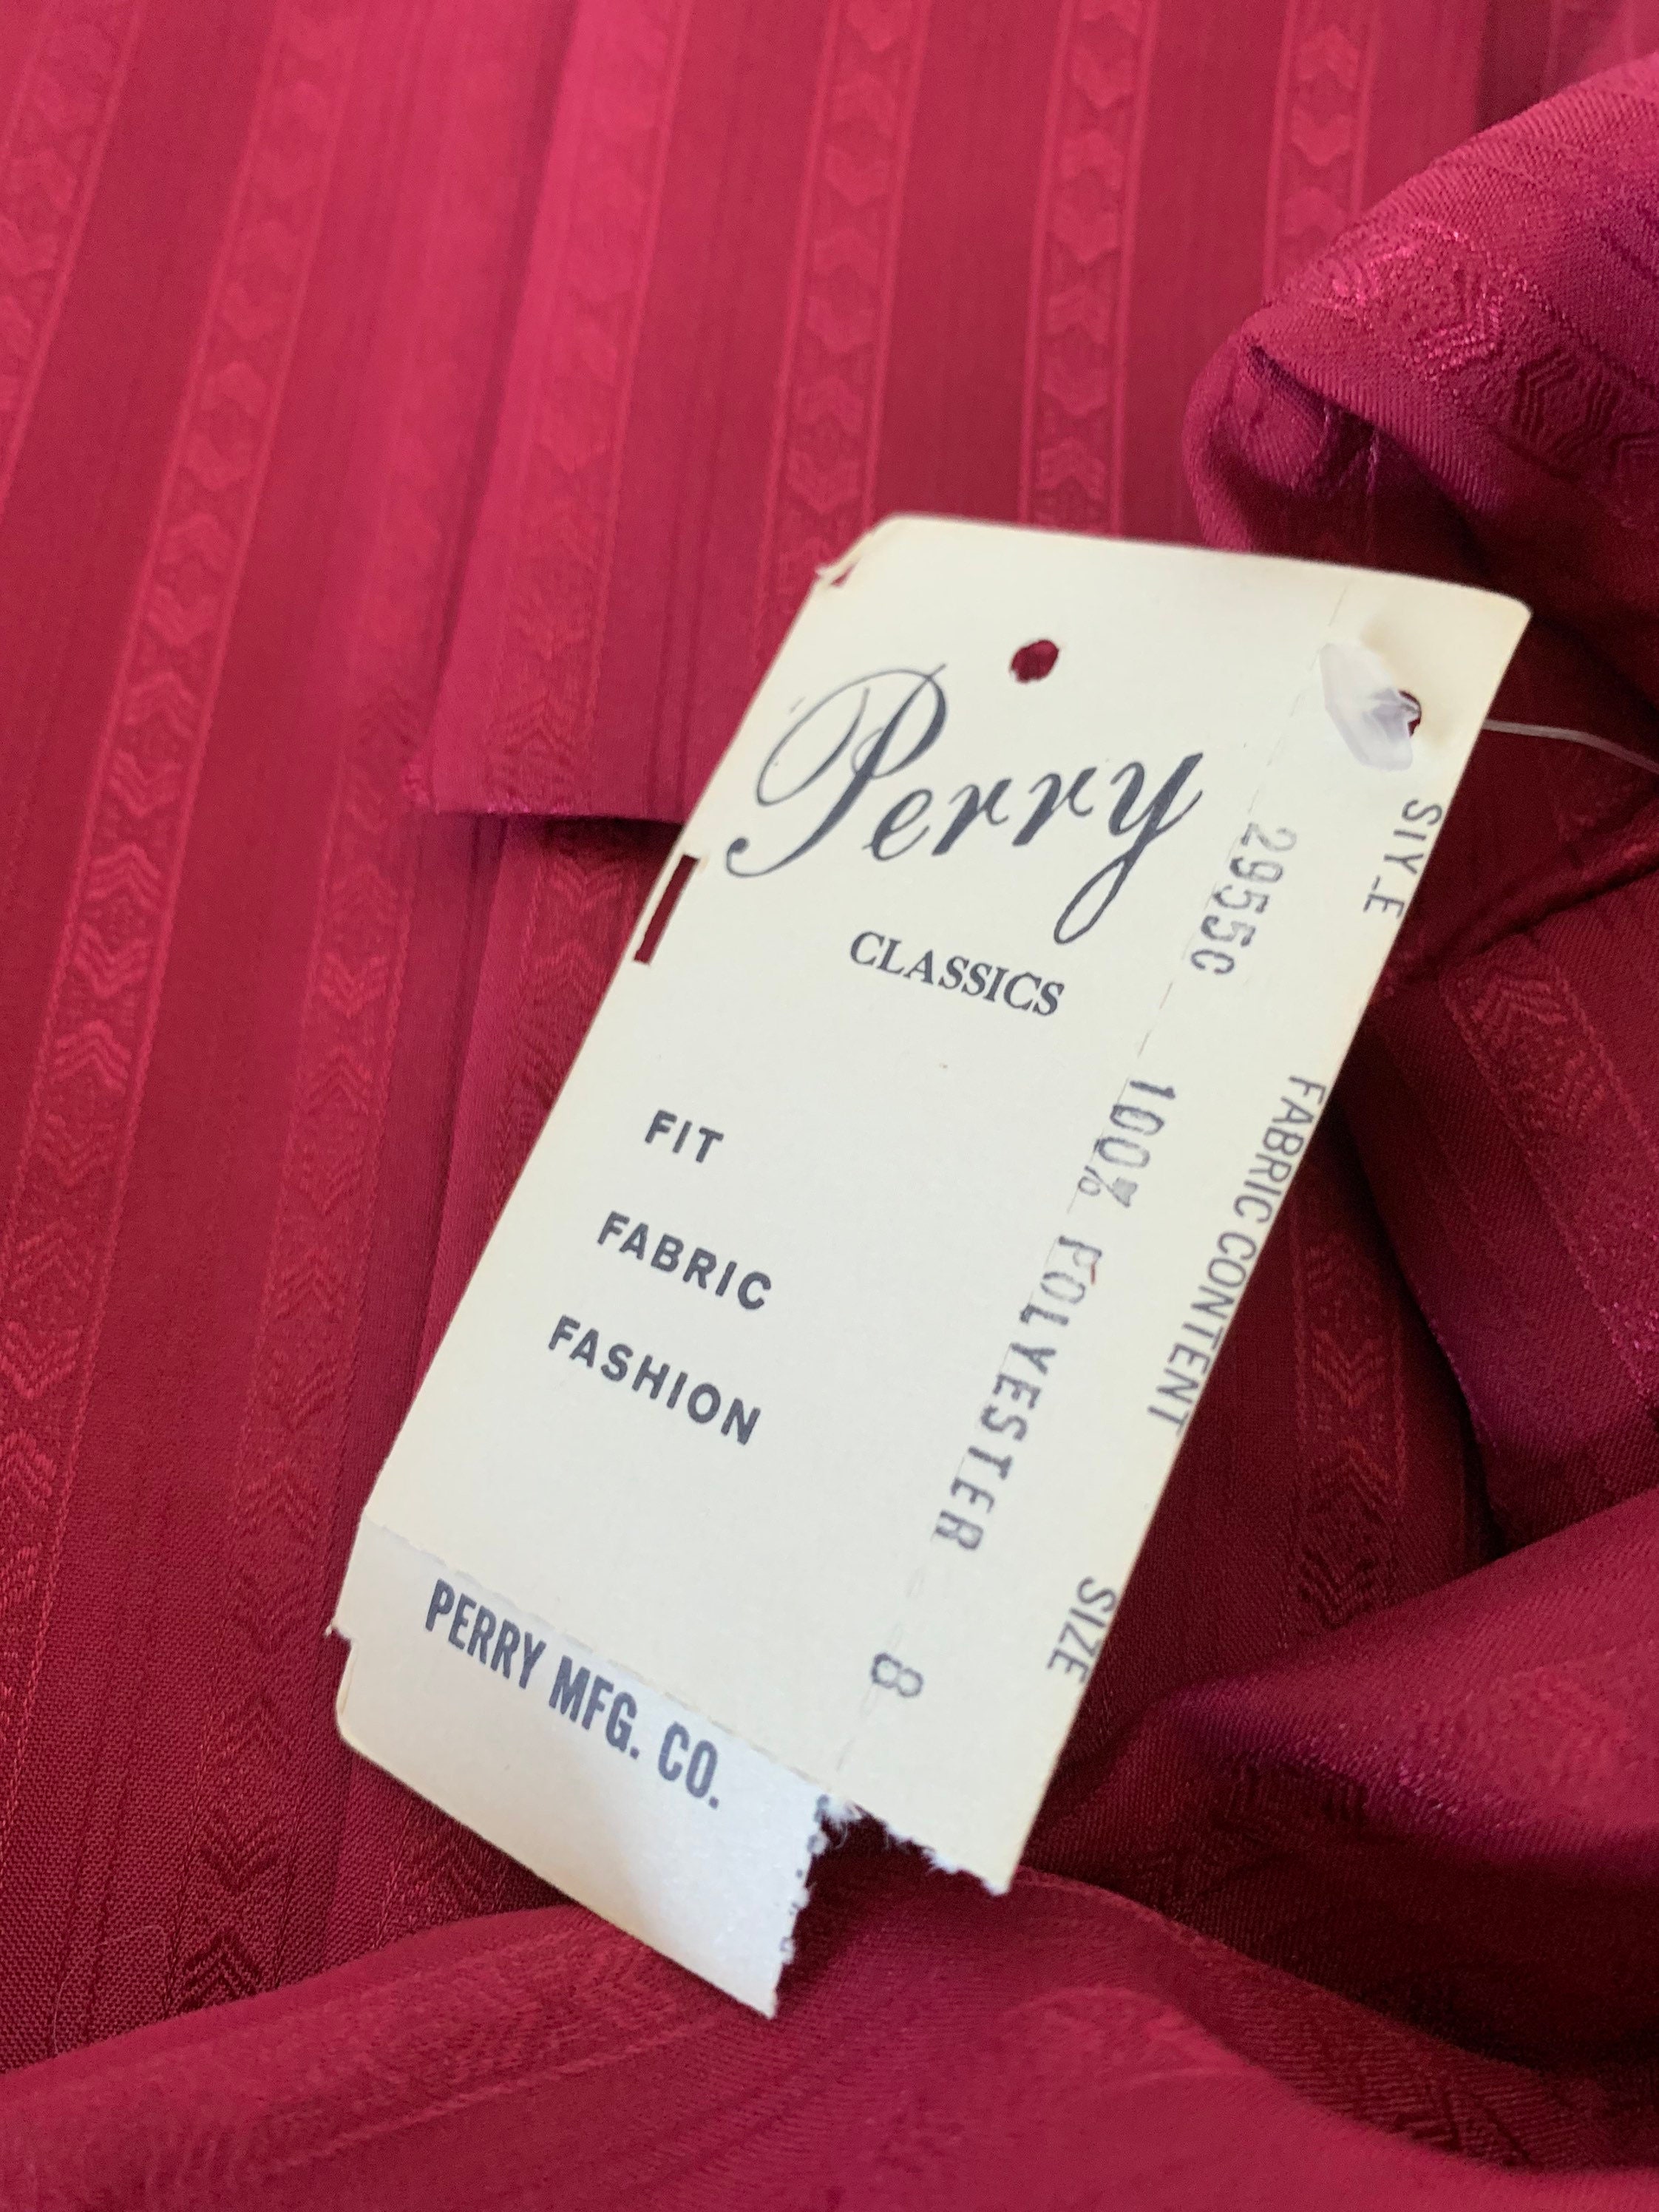 Perry
CLASSICS
FIT
FABRIC
FASHION
PERRY MFG. CO.
STYLE
2955C
FABRIC CONTENT
100% POLYESTER
SIZE
8